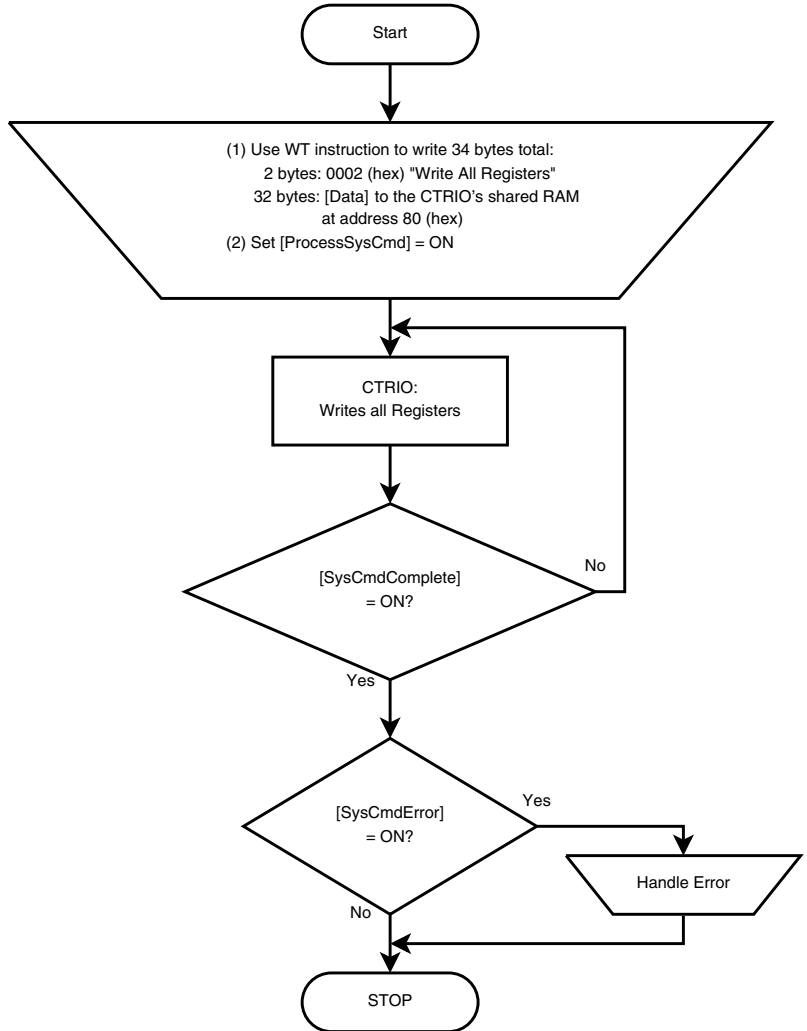 Start
(1) Use WT instruction to write 34 bytes total:
2 bytes: 0002 (hex) "Write All Registers"
32 bytes: [Data] to the CTRIO's shared RAM
at address 80 (hex)
(2) Set [ProcessSysCmd] = ON
CTRIO:
Writes all Registers
[SysCmdComplete]
= ON?
No
Yes
[SysCmdError]
= ON?
Yes
Handle Error
No
STOP